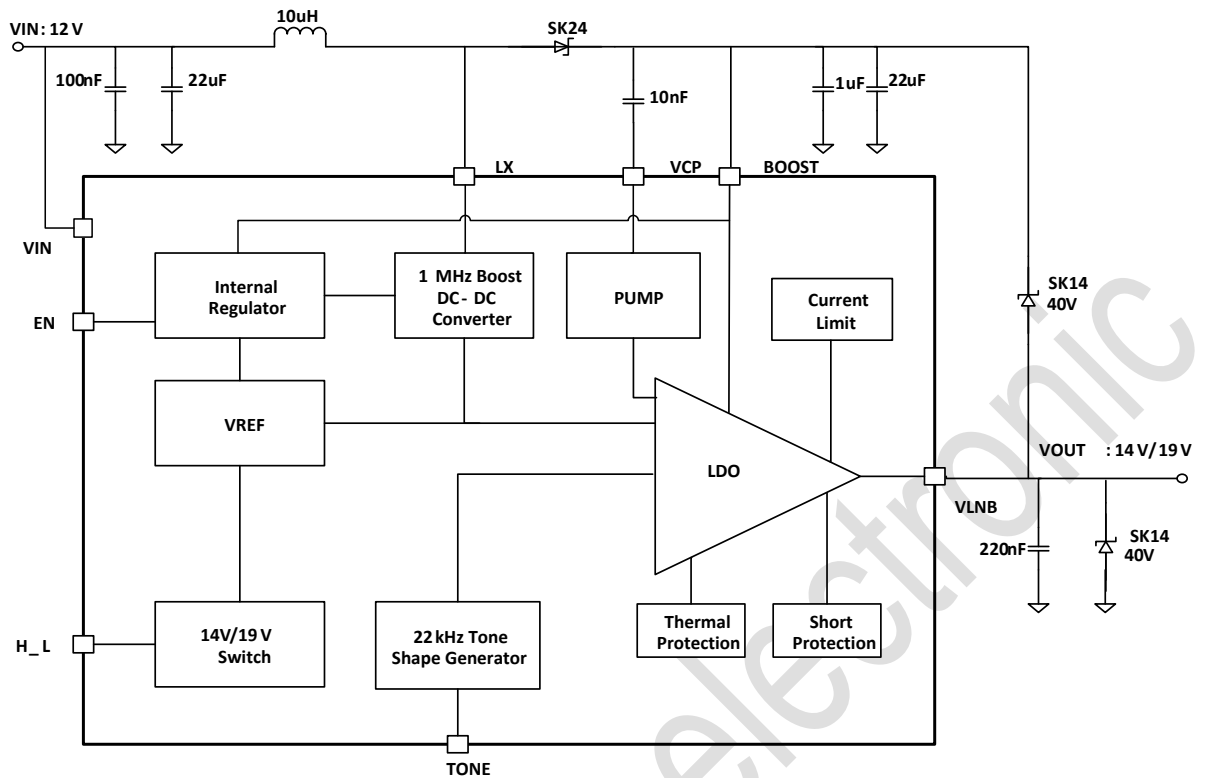 10uH
VIN: 12 V
SK24
100nF
22uF
10nF
1uF
22uF
LX
VCP
BOOST
VIN
EN
Internal
Regulator
1 MHz Boost
DC- DC
Converter
PUMP
Current
Limit
SK14
40V
VREF
LDO
VOUT : 14 V/19 V
VLNB
220nF
SK14
40V
H_L
14V/19 V
Switch
22kHz Tone
Shape Generator
Thermal
Protection
Short
Protection
TONE
electronic